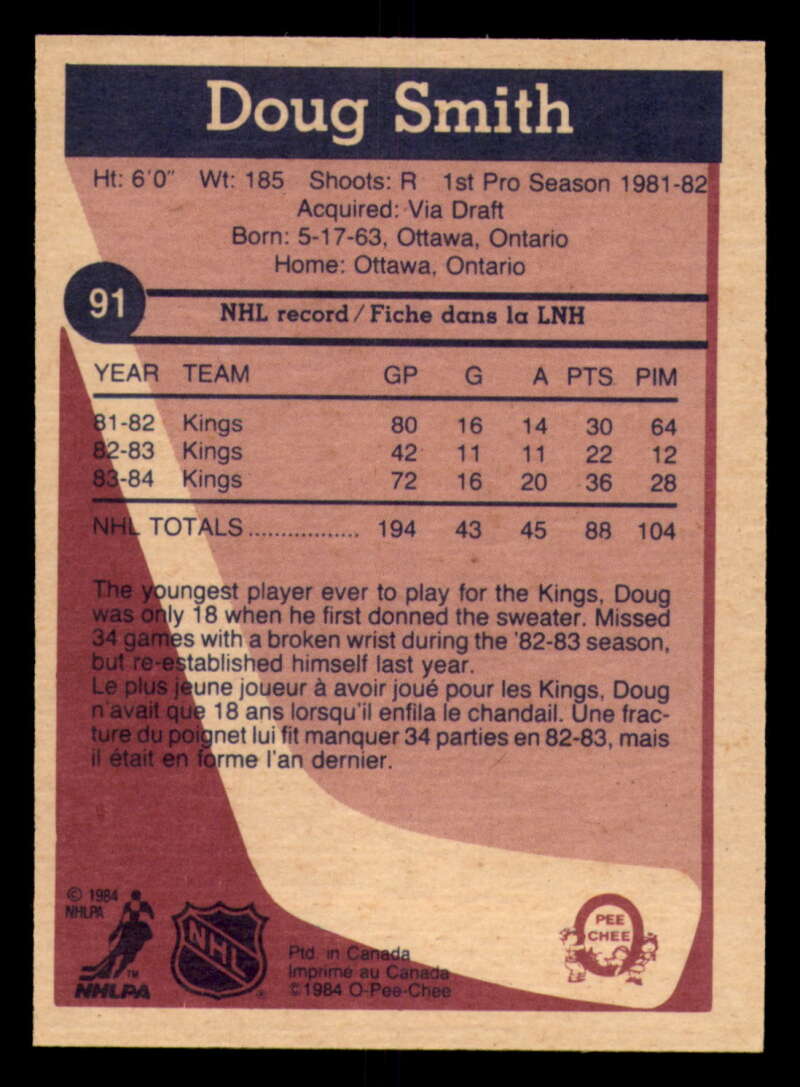 Doug Smith
Ht: 6'0" Wt: 185 Shoots: R 1st Pro Season 1981-82
Acquired: Via Draft
Born: 5-17-63, Ottawa, Ontario
Home: Ottawa, Ontario
91
NHL record / Fiche dans la LNH
YEAR TEAM GP G A PTS PIM
81-82 Kings 80 16 14 30 64
82-83 Kings 42 11 11 22 12
83-84 Kings 72 16 20 36 28
NHL TOTALS ................. 194 43 45 88 104
The youngest player ever to play for the Kings, Doug
was only 18 when he first donned the sweater. Missed
34 games with a broken wrist during the '82-83 season,
but re-established himself last year.
Le plus jeune joueur à avoir joué pour les Kings, Doug
n'avait que 18 ans lorsqu'il enfila le chandail. Une frac-
ture du poignet lui fit manquer 34 parties en 82-83, mais
il était en forme l'an dernier.
© 1984
NHLPA
TM
NHLPA
NHL
®
Ptd. in Canada
Imprimé au Canada
©1984 O-Pee-Chee
PEE
CHEE